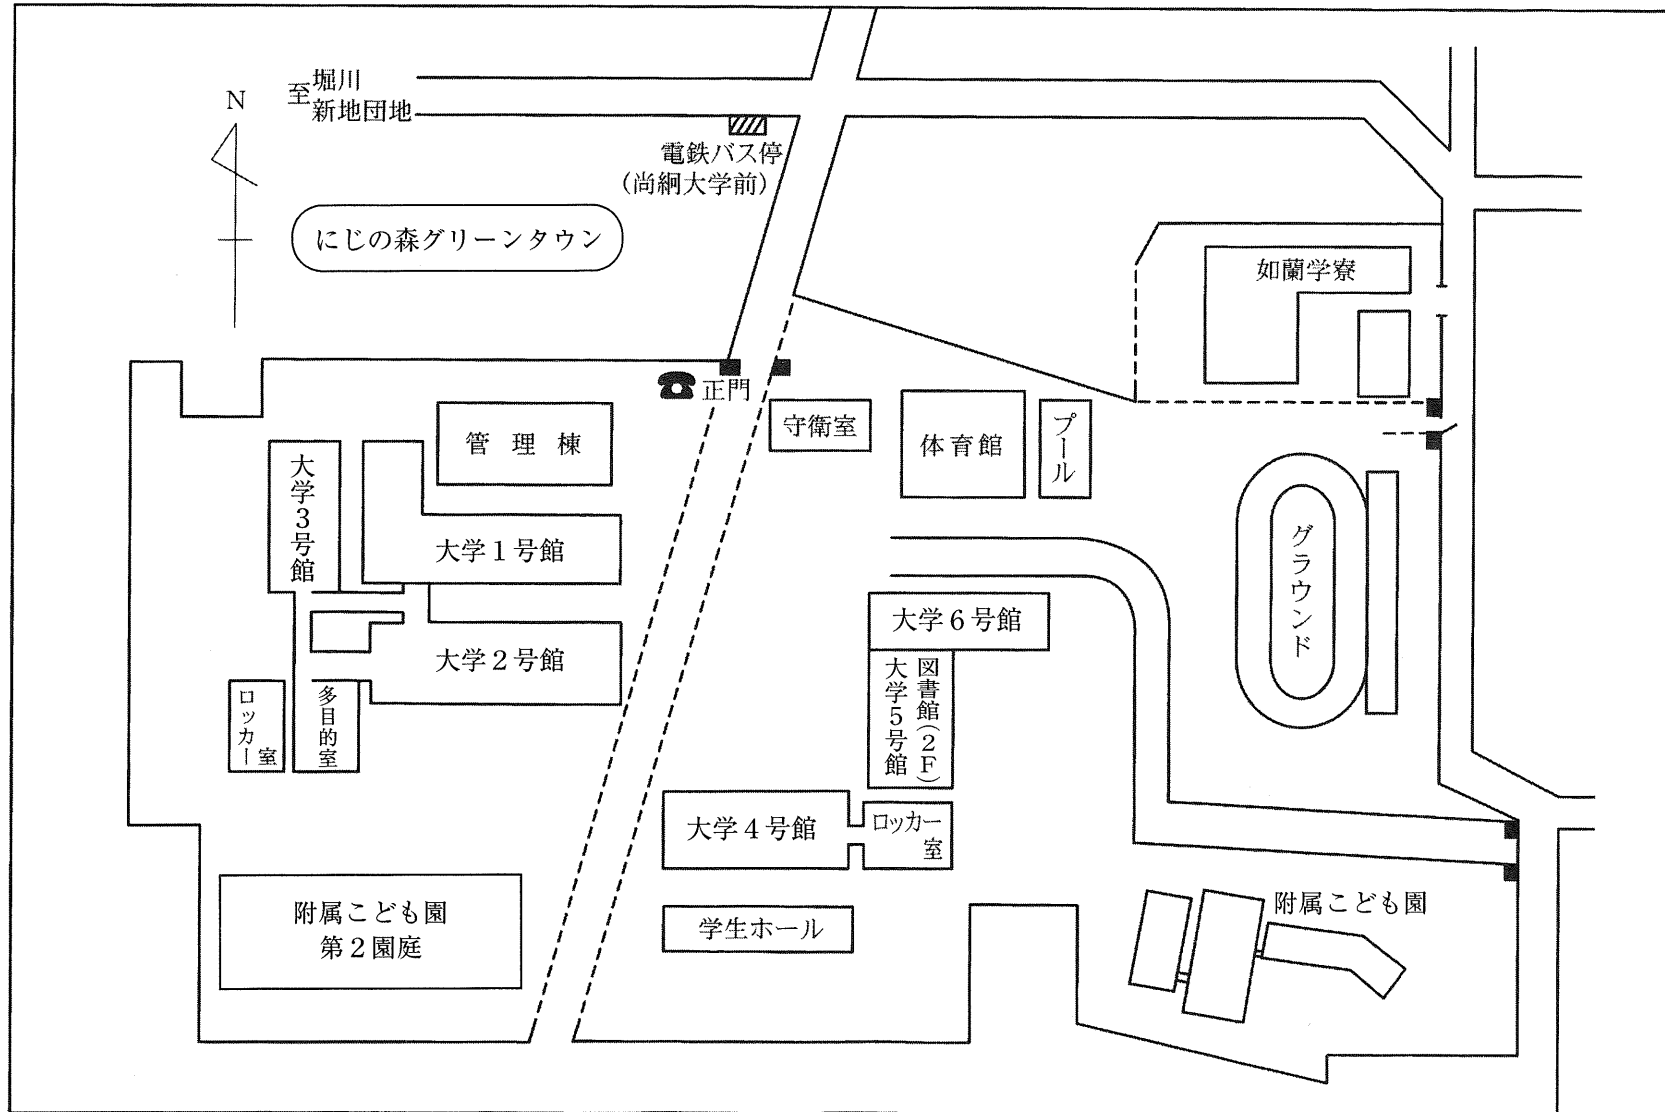 N
至
堀川
新地団地
電鉄バス停
(尚絅大学前)
にじの森グリーンタウン
如蘭学寮
正門
管理棟
守衛室
体育館
プール
大学3号館
大学1号館
グラウンド
大学6号館
大学2号館
図書館(2F)
大学5号館
ロッカー室
多目的室
大学4号館
ロッカー
室
附属こども園
第2園庭
学生ホール
附属こども園